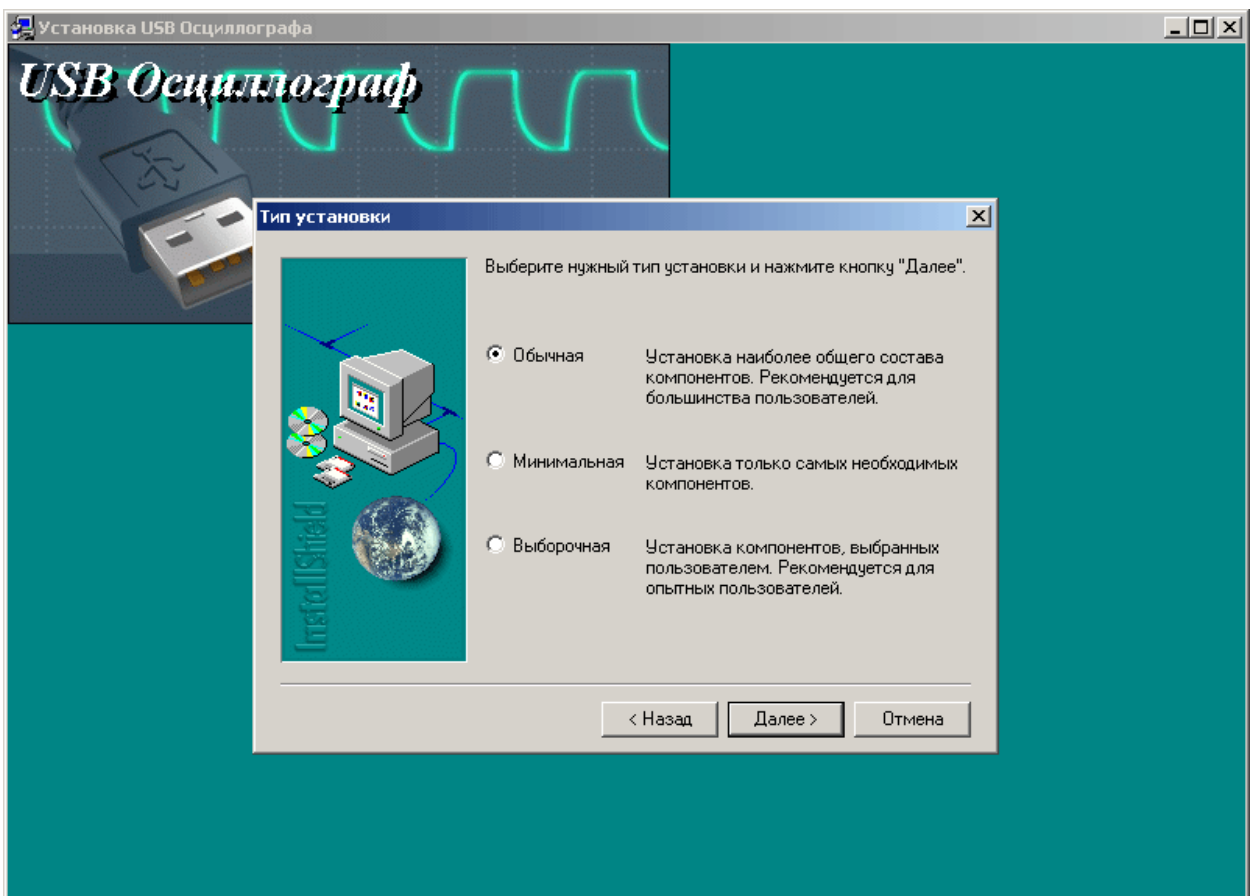 Установка USB Осциллографа
USB Осциллограф
Тип установки
Выберите нужный тип установки и нажмите кнопку "Далее".
Обычная
Установка наиболее общего состава
компонентов. Рекомендуется для
большинства пользователей.
Минимальная
Установка только самых необходимых
компонентов.
Выборочная
Установка компонентов, выбранных
пользователем. Рекомендуется для
опытных пользователей.
InstallShield
< Назад
Далее >
Отмена